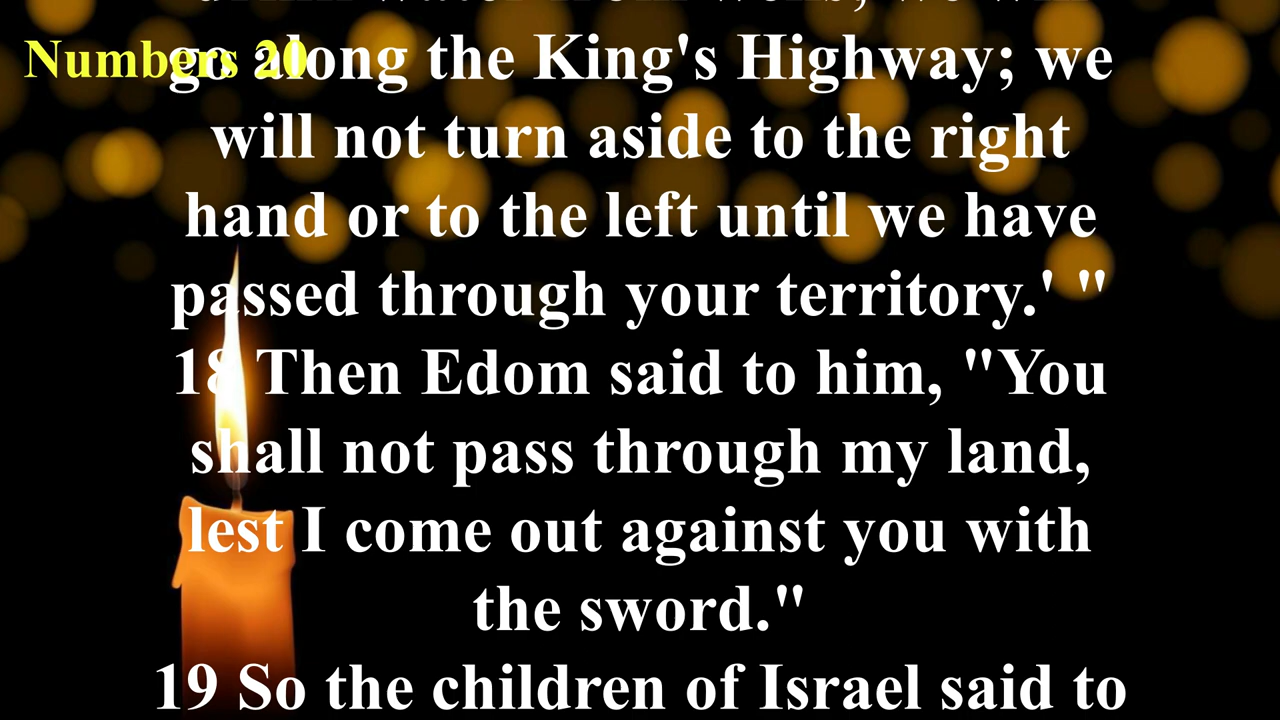 Numbers 20
go along the King's Highway; we
will not turn aside to the right
hand or to the left until we have
passed through your territory.' "
18 Then Edom said to him, "You
shall not pass through my land,
lest I come out against you with
the sword."
19 So the children of Israel said to